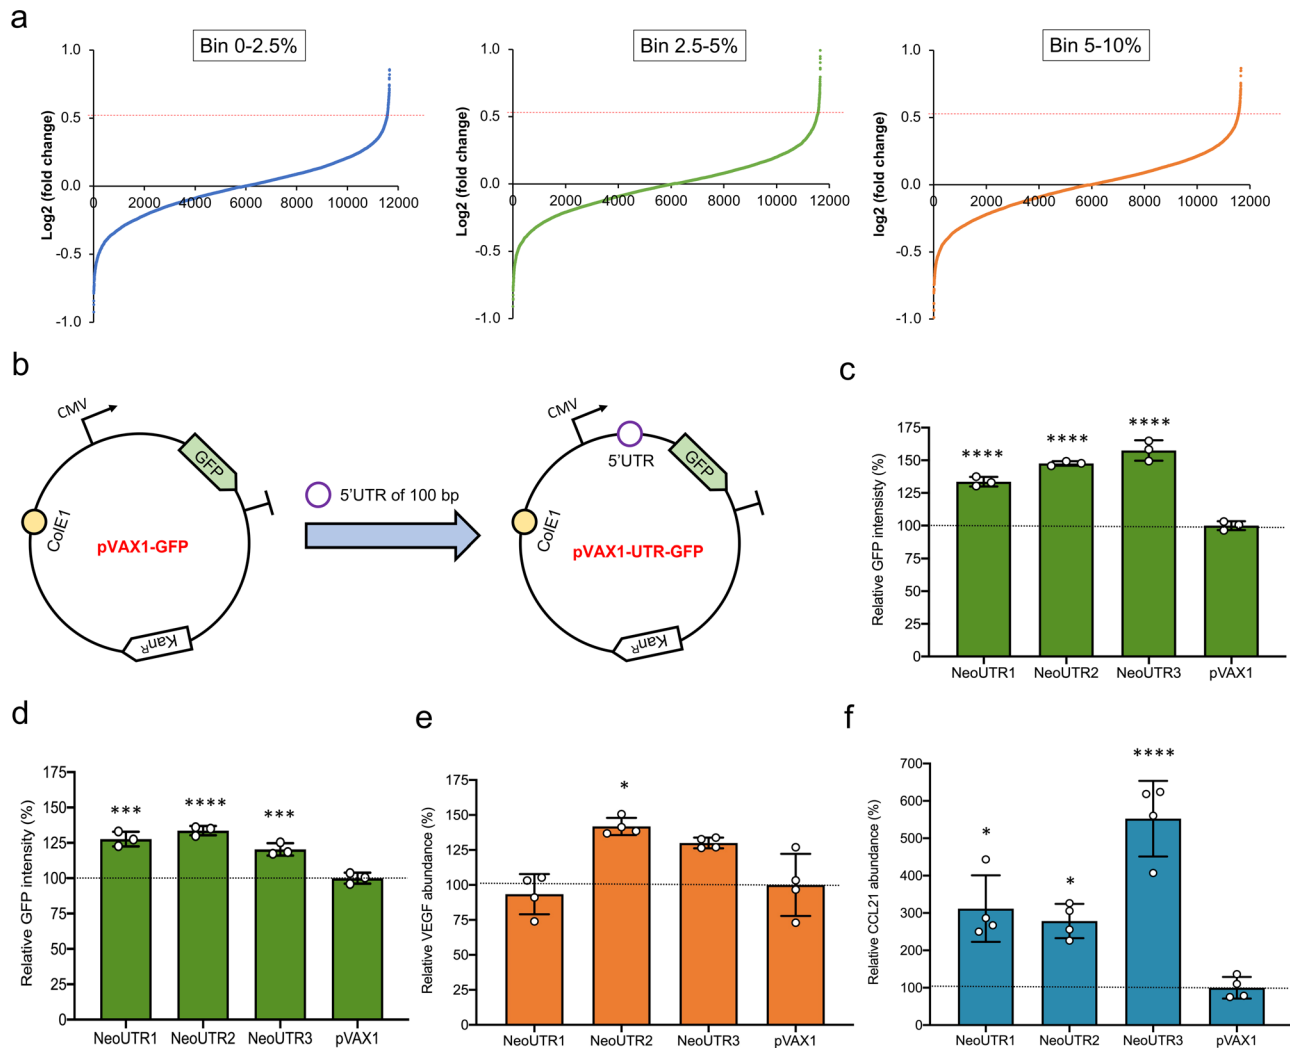 a
Bin 0-2.5%
Bin 2.5-5%
Bin 5-10%
Log2 (fold change)
1.0
0.5
0.0
-0.5
-1.0
0
2000
4000
6000
8000
10000
12000
Log2 (fold change)
1.0
0.5
0.0
-0.5
-1.0
0
2000
4000
6000
8000
10000
12000
log2 (fold change)
1.0
0.5
0.0
-0.5
-1.0
0
2000
4000
6000
8000
10000
12000
b
CMV
GFP
ColE1
pVAX1-GFP
KanR
5'UTR of 100 bp
CMV
5'UTR
GFP
ColE1
pVAX1-UTR-GFP
KanR
c
Relative GFP intensisty (%)
175
150
125
100
75
50
25
0
****
****
****
NeoUTR1
NeoUTR2
NeoUTR3
pVAX1
d
Relative GFP intensity (%)
175
150
125
100
75
50
25
0
***
****
***
NeoUTR1
NeoUTR2
NeoUTR3
pVAX1
e
Relative VEGF abundance (%)
175
150
125
100
75
50
25
0
*
NeoUTR1
NeoUTR2
NeoUTR3
pVAX1
f
Relative CCL21 abundance (%)
700
600
500
400
300
200
100
0
*
*
****
NeoUTR1
NeoUTR2
NeoUTR3
pVAX1